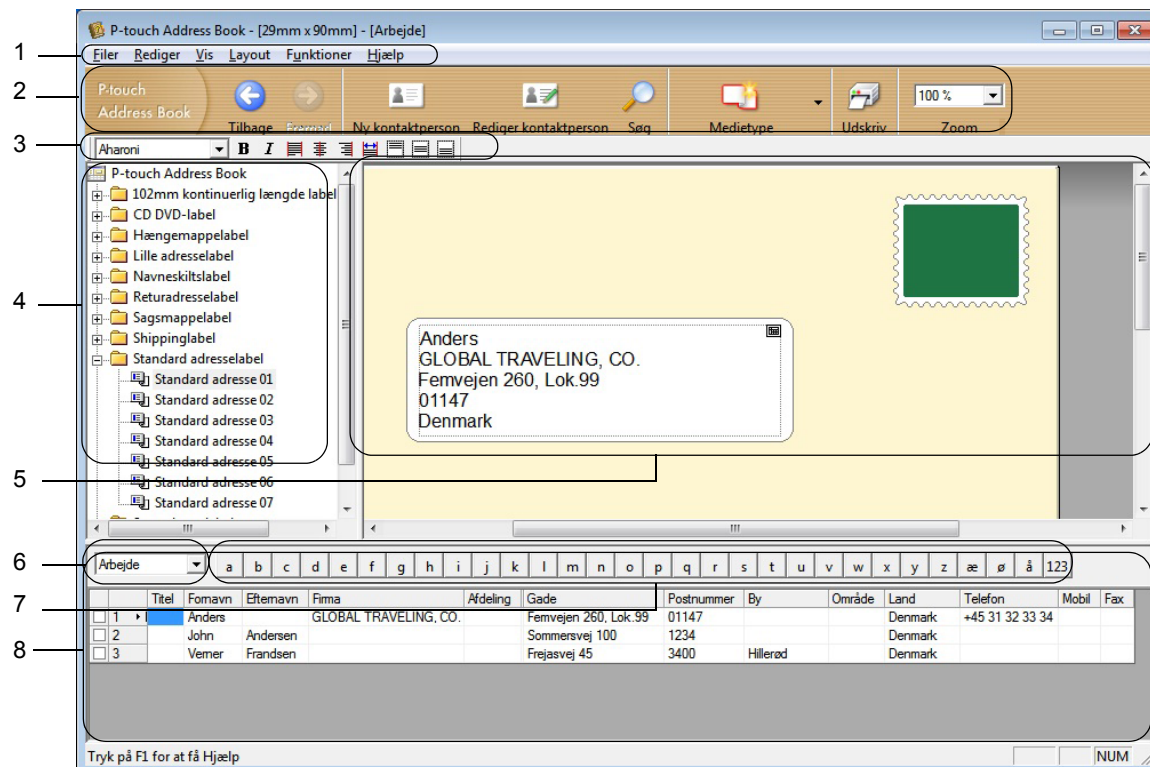 P-touch Address Book - [29mm x 90mm] - [Arbejde]
1
Filer Rediger Vis Layout Funktioner Hjælp
2
P-touch
Address Book
Tilbage Fremad Ny kontaktperson Rediger kontaktperson Søg Medietype Udskriv 100 % Zoom
3
Aharoni B I
4
P-touch Address Book
102mm kontinuerlig længde label
CD DVD-label
Hængemappelabel
Lille adresselabel
Navneskiltslabel
Returadresselabel
Sagsmappelabel
Shippinglabel
Standard adresselabel
Standard adresse 01
Standard adresse 02
Standard adresse 03
Standard adresse 04
Standard adresse 05
Standard adresse 06
Standard adresse 07
Anders
GLOBAL TRAVELING, CO.
Femvejen 260, Lok.99
01147
Denmark
5
6
Arbejde a b c d e f g h i j k l m n o p q r s t u v w x y z æ ø å 123
7
Titel Fornavn Efternavn Firma Afdeling Gade Postnummer By Område Land Telefon Mobil Fax
1 Anders GLOBAL TRAVELING, CO. Femvejen 260, Lok.99 01147 Denmark +45 31 32 33 34
2 John Andersen Sommersvej 100 1234 Denmark
3 Verner Frandsen Frejasvej 45 3400 Hillerød Denmark
8
Tryk på F1 for at få Hjælp NUM